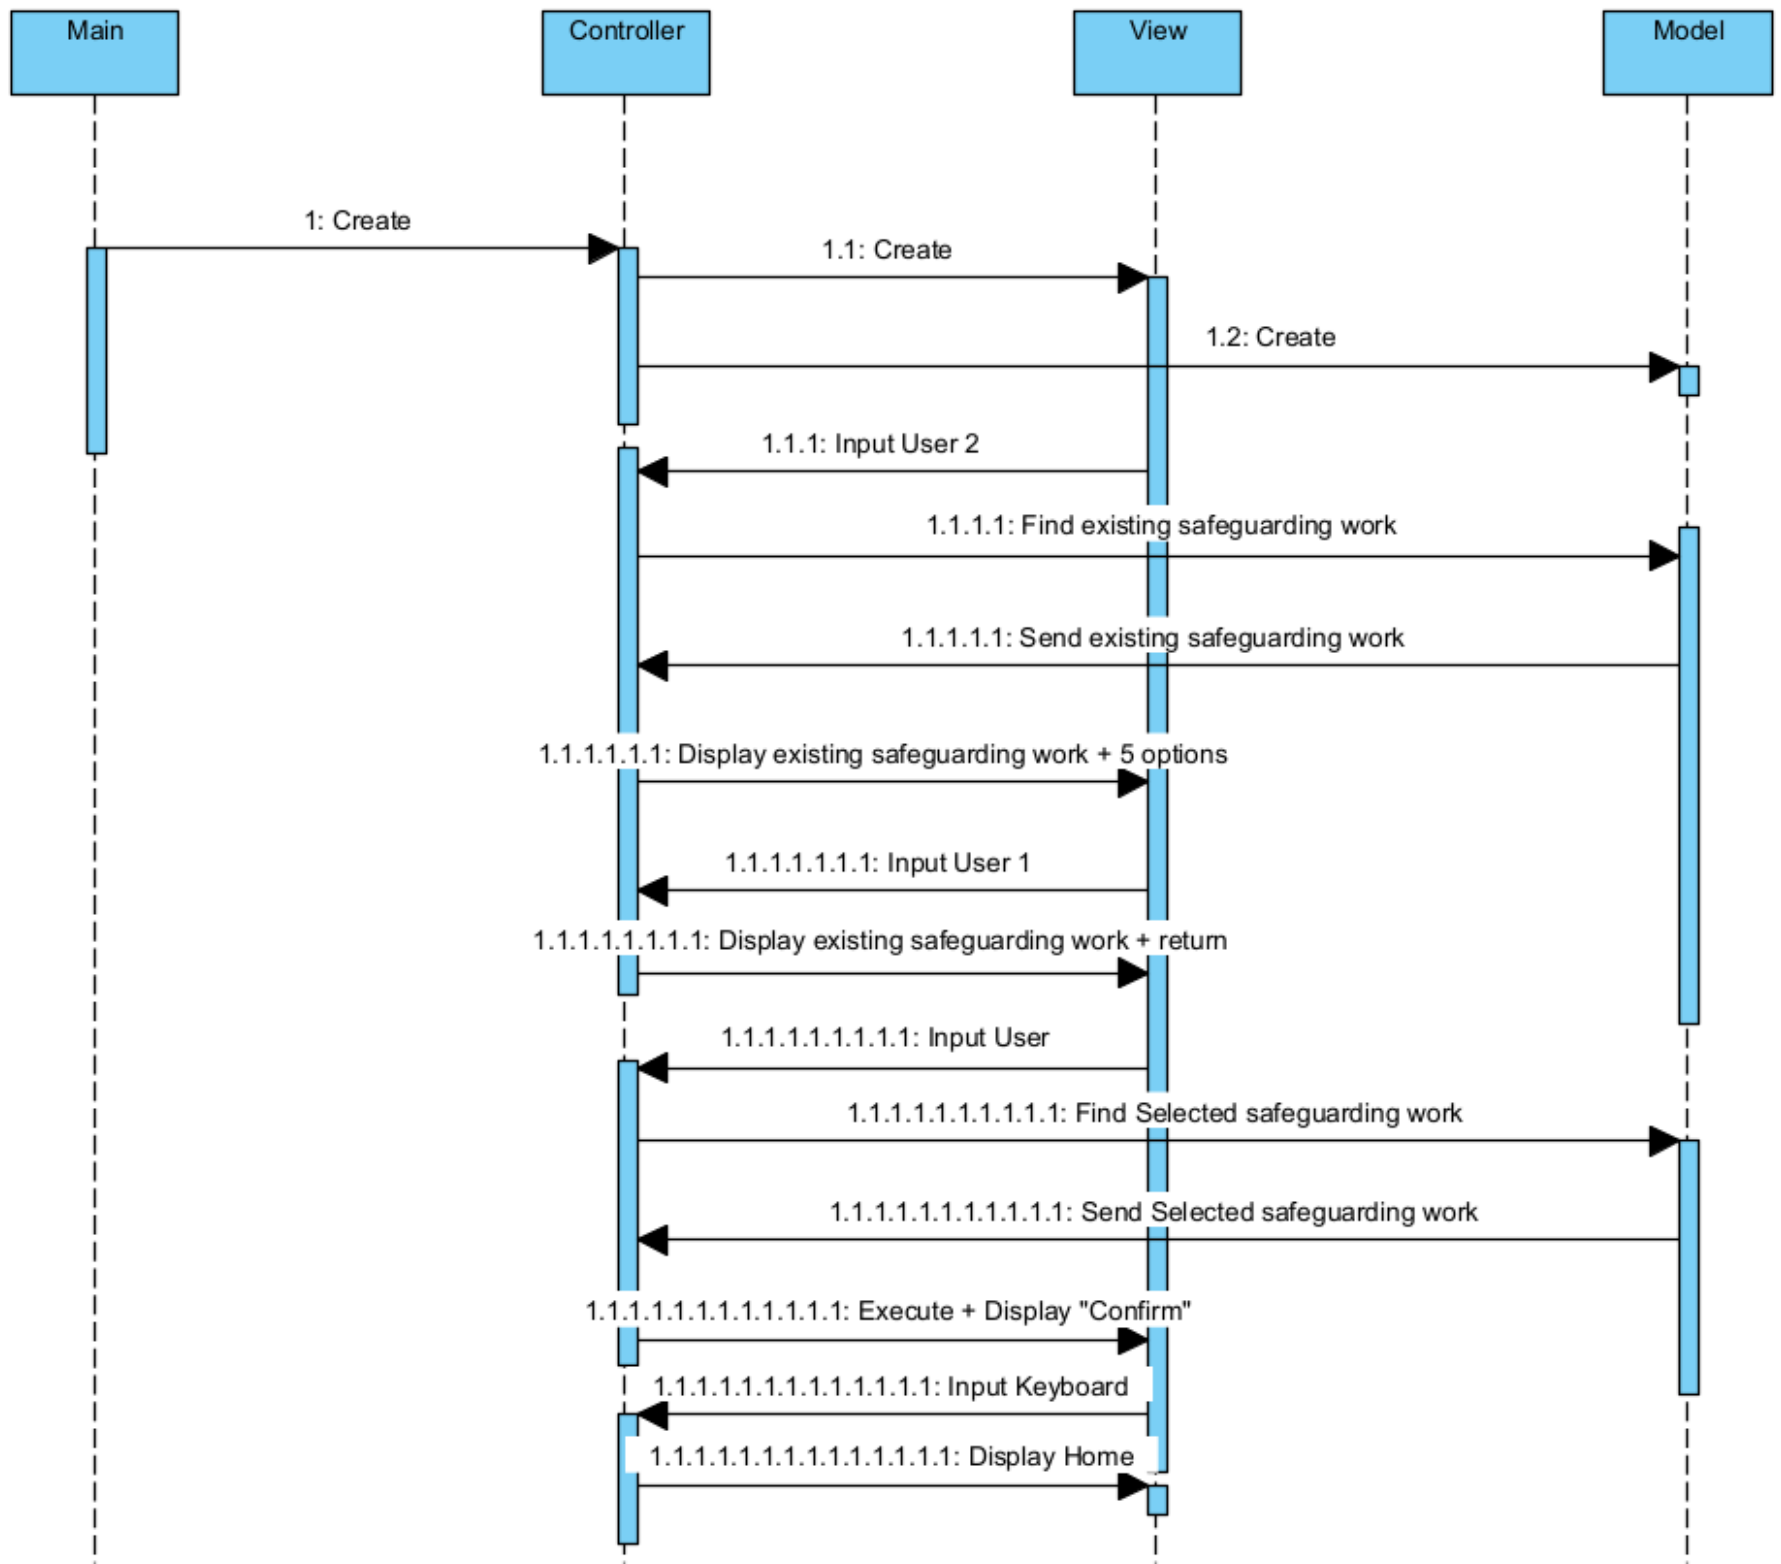 Main
Controller
View
Model
1: Create
1.1: Create
1.2: Create
1.1.1: Input User 2
1.1.1.1: Find existing safeguarding work
1.1.1.1.1: Send existing safeguarding work
1.1.1.1.1.1: Display existing safeguarding work + 5 options
1.1.1.1.1.1.1: Input User 1
1.1.1.1.1.1.1.1: Display existing safeguarding work + return
1.1.1.1.1.1.1.1.1: Input User
1.1.1.1.1.1.1.1.1.1: Find Selected safeguarding work
1.1.1.1.1.1.1.1.1.1.1: Send Selected safeguarding work
1.1.1.1.1.1.1.1.1.1.1.1: Execute + Display "Confirm"
1.1.1.1.1.1.1.1.1.1.1.1.1: Input Keyboard
1.1.1.1.1.1.1.1.1.1.1.1.1.1: Display Home